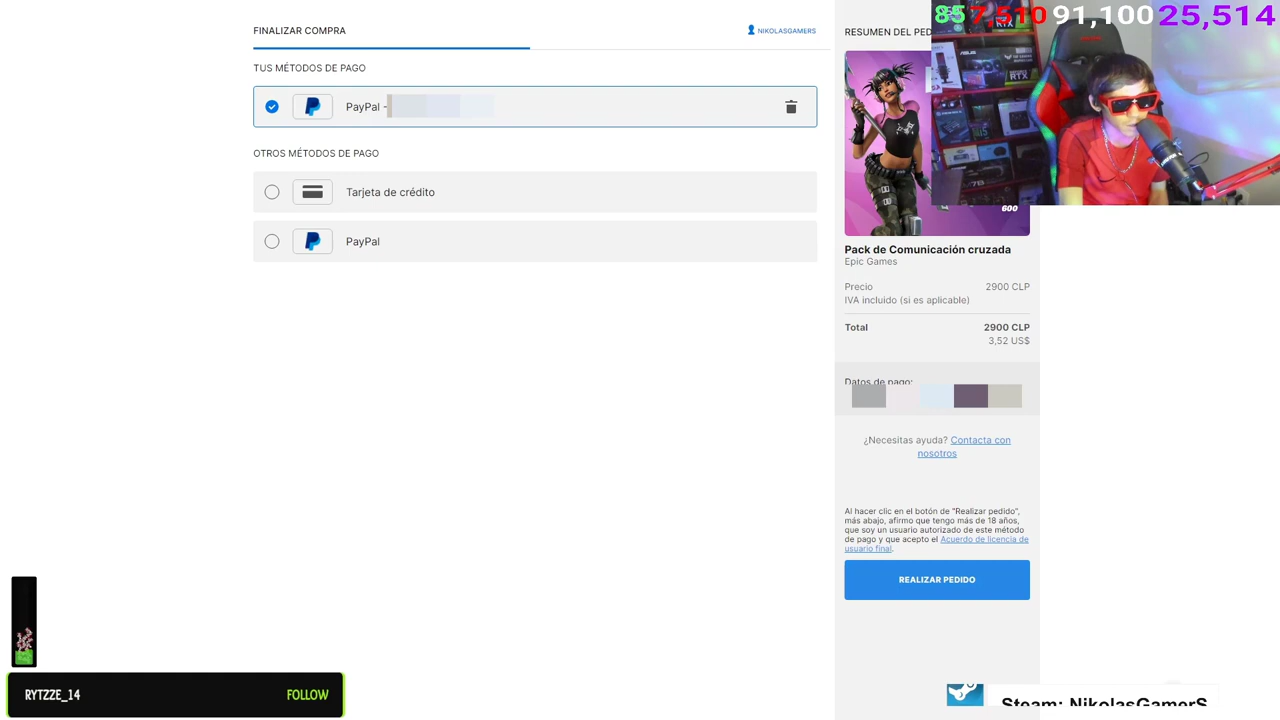 FINALIZAR COMPRA
NIKOLASGAMERS
TUS MÉTODOS DE PAGO
PayPal -
OTROS MÉTODOS DE PAGO
Tarjeta de crédito
PayPal
RESUMEN DEL PED
85 7,510 91,100 25,514
600
Pack de Comunicación cruzada
Epic Games
Precio 2900 CLP
IVA incluido (si es aplicable)
Total 2900 CLP
3,52 US$
Datos de pago:
¿Necesitas ayuda? Contacta con
nosotros
Al hacer clic en el botón de "Realizar pedido",
más abajo, afirmo que tengo más de 18 años,
que soy un usuario autorizado de este método
de pago y que acepto el Acuerdo de licencia de
usuario final.
REALIZAR PEDIDO
RYTZZE_14 FOLLOW
Steam: NikolasGamerS